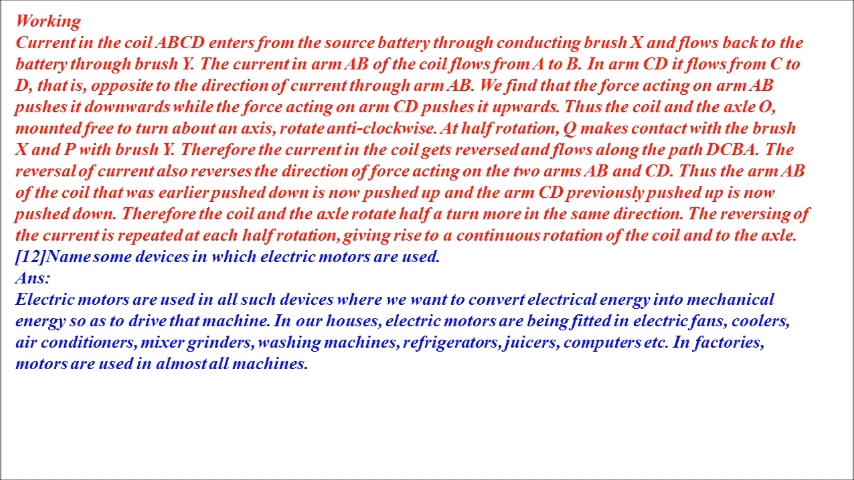 Working
Current in the coil ABCD enters from the source battery through conducting brush X and flows back to the
battery through brush Y. The current in arm AB of the coil flows from A to B. In arm CD it flows from C to
D, that is, opposite to the direction of current through arm AB. We find that the force acting on arm AB
pushes it downwards while the force acting on arm CD pushes it upwards. Thus the coil and the axle O,
mounted free to turn about an axis, rotate anti-clockwise. At half rotation, Q makes contact with the brush
X and P with brush Y. Therefore the current in the coil gets reversed and flows along the path DCBA. The
reversal of current also reverses the direction of force acting on the two arms AB and CD. Thus the arm AB
of the coil that was earlier pushed down is now pushed up and the arm CD previously pushed up is now
pushed down. Therefore the coil and the axle rotate half a turn more in the same direction. The reversing of
the current is repeated at each half rotation, giving rise to a continuous rotation of the coil and to the axle.
[12]Name some devices in which electric motors are used.
Ans:
Electric motors are used in all such devices where we want to convert electrical energy into mechanical
energy so as to drive that machine. In our houses, electric motors are being fitted in electric fans, coolers,
air conditioners, mixer grinders, washing machines, refrigerators, juicers, computers etc. In factories,
motors are used in almost all machines.